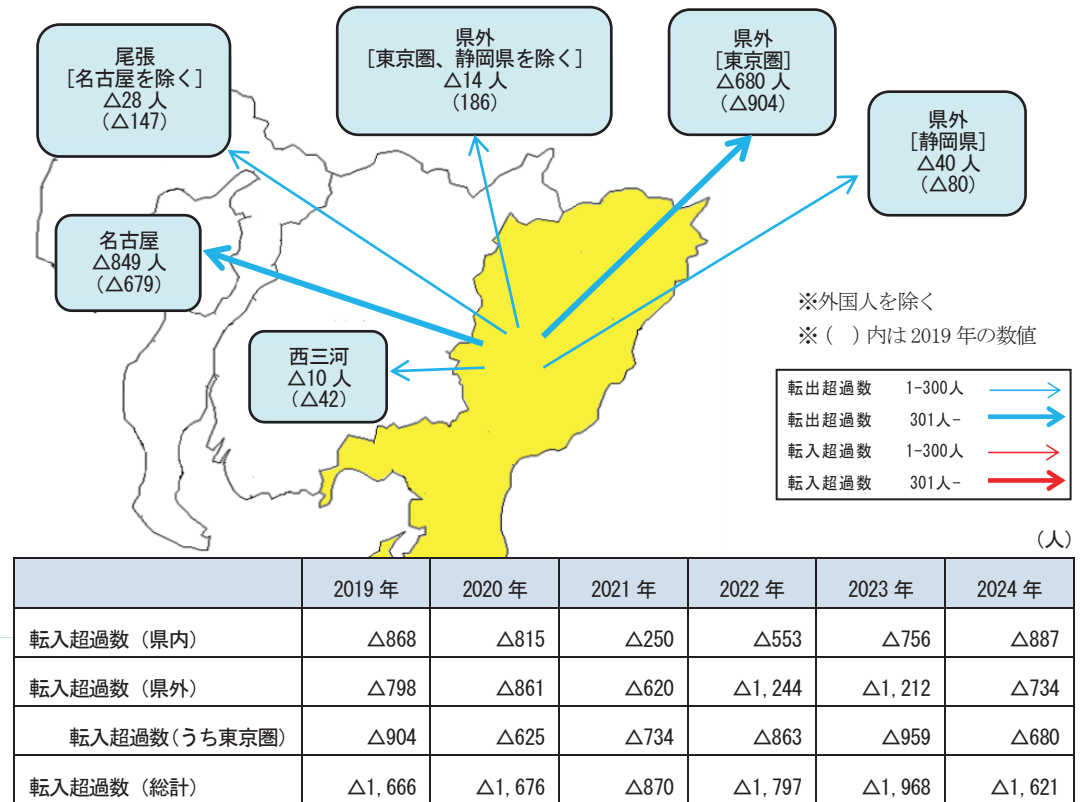 尾張
[名古屋を除く]
△28 人
(△147)
県外
[東京圏、静岡県を除く]
△14 人
(186)
県外
[東京圏]
△680 人
(△904)
県外
[静岡県]
△40 人
(△80)
名古屋
△849 人
(△679)
西三河
△10 人
(△42)
※外国人を除く
※ (　) 内は 2019 年の数値
転出超過数 1-300人
転出超過数 301人-
転入超過数 1-300人
転入超過数 301人-
(人)
2019 年 2020 年 2021 年 2022 年 2023 年 2024 年
転入超過数（県内） △868 △815 △250 △553 △756 △887
転入超過数（県外） △798 △861 △620 △1,244 △1,212 △734
転入超過数(うち東京圏) △904 △625 △734 △863 △959 △680
転入超過数（総計） △1,666 △1,676 △870 △1,797 △1,968 △1,621